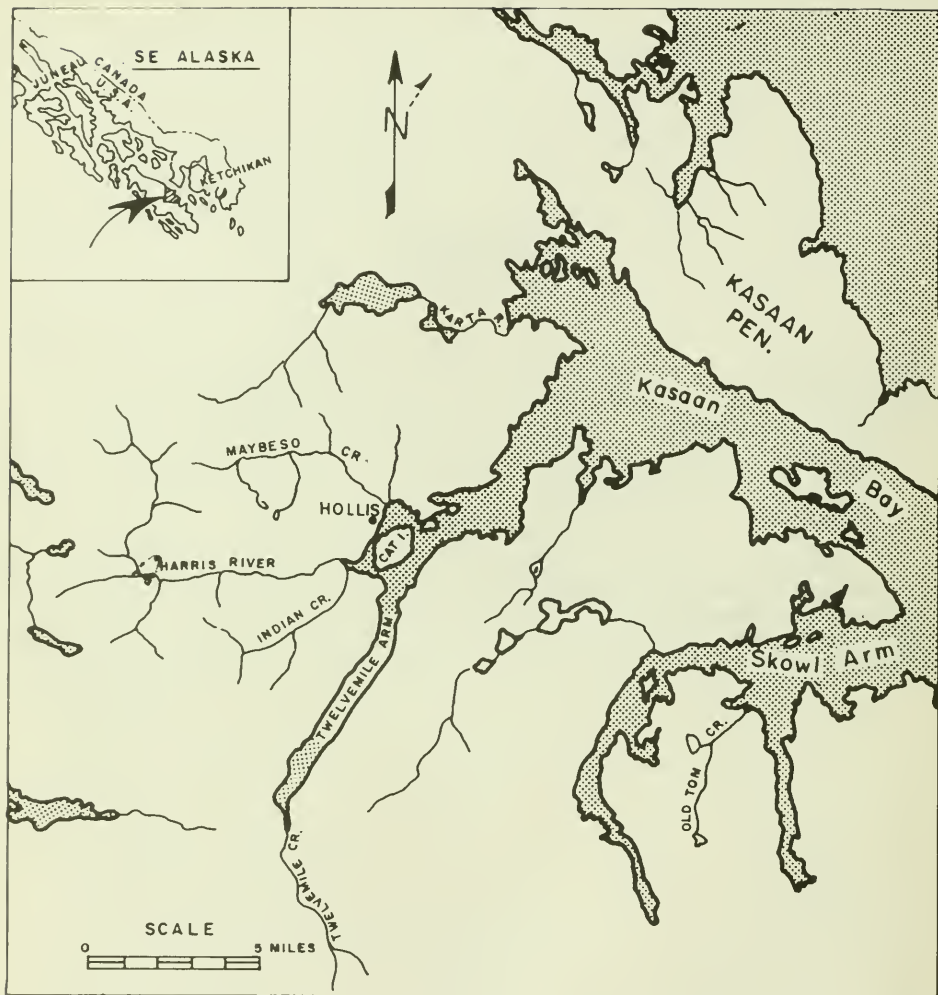 SE ALASKA
JUNEAU
CANADA
U.S.A.
KETCHIKAN
N
KASAAN
PEN.
KARTA R.
Kasaan
Bay
MAYBESO CR.
HOLLIS
CAT I.
HARRIS RIVER
INDIAN CR.
TWELVEMILE ARM
Skowl Arm
OLD TOM CR.
TWELVEMILE CR.
SCALE
0 5 MILES